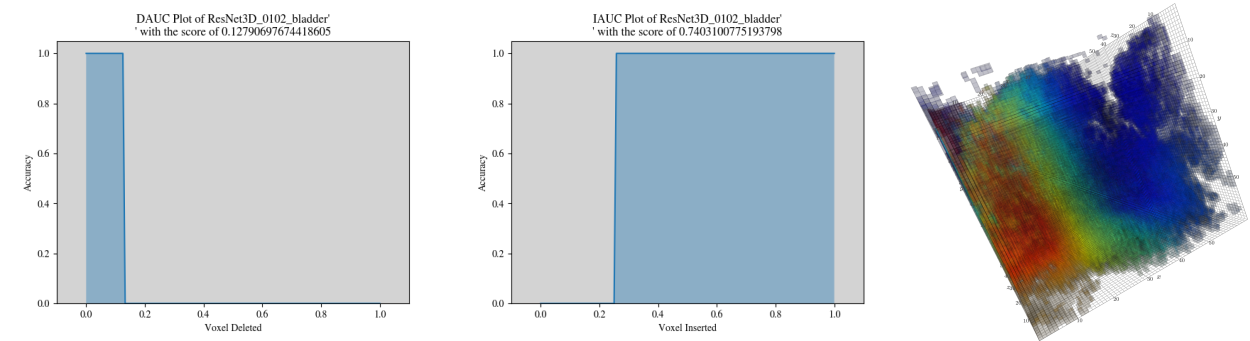 DAUC Plot of ResNet3D_0102_bladder'
' with the score of 0.12790697674418605
1.0
0.8
0.6
0.4
0.2
0.0
Accuracy
0.0 0.2 0.4 0.6 0.8 1.0
Voxel Deleted
IAUC Plot of ResNet3D_0102_bladder'
' with the score of 0.7403100775193798
1.0
0.8
0.6
0.4
0.2
0.0
Accuracy
0.0 0.2 0.4 0.6 0.8 1.0
Voxel Inserted